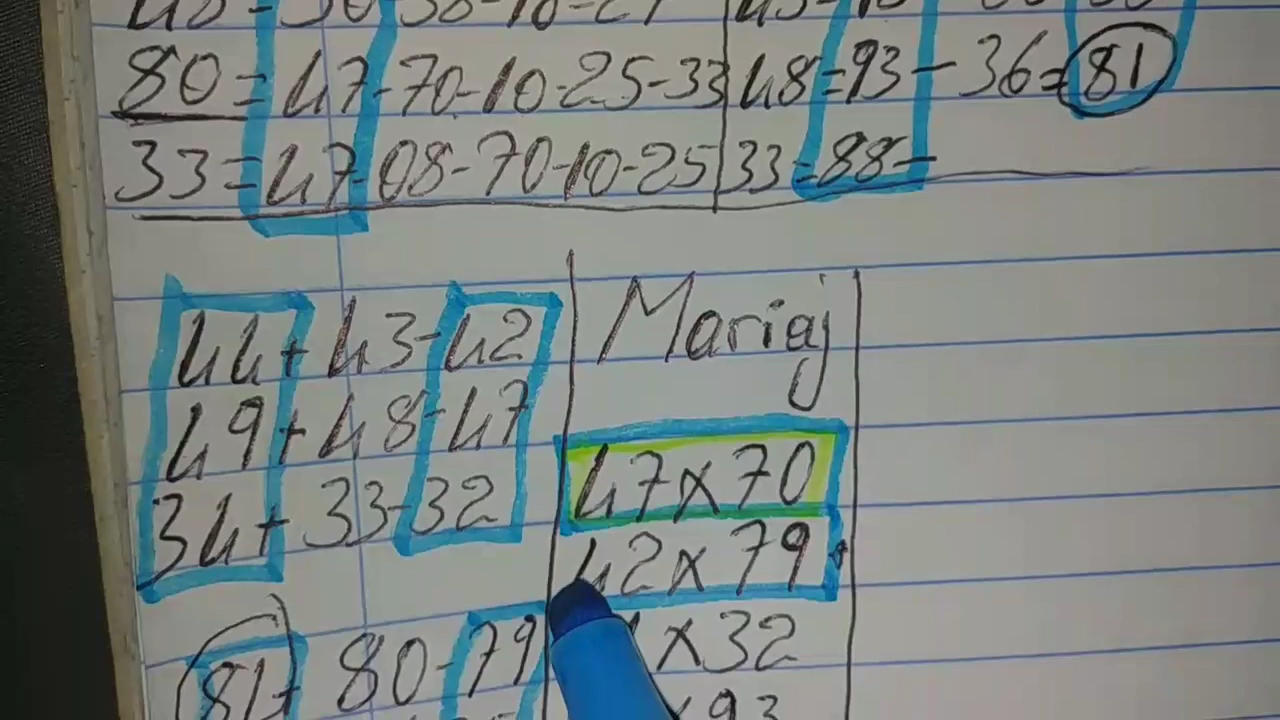 80=47-70-10-25-33 48=93-36=81
33=47-08-70-10-25 33=88-
44+43-42
49+48-47
34+33-32
81+80-79
Mariaj
47x70
42x79
x32
x93